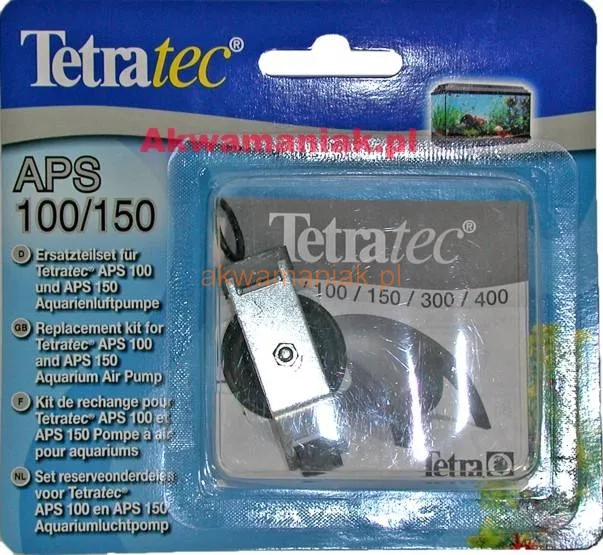 Tetratec®
Akwamaniak.pl
APS
100/150
D Ersatzteilset für
Tetratec® APS 100
und APS 150
Aquarienluftpumpe
GB Replacement kit for
Tetratec® APS 100
and APS 150
Aquarium Air Pump
F Kit de rechange pour
Tetratec® APS 100 et
APS 150 Pompe à air
pour aquariums
NL Set reserveonderdelen
voor Tetratec®
APS 100 en APS 150
Aquariumluchtpomp
Tetratec®
akwamaniak.pl
100 / 150 / 300 / 400
Tetra